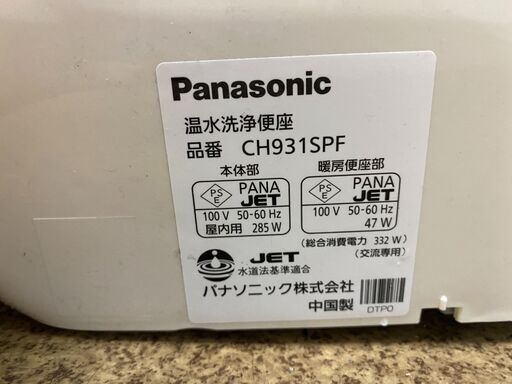 Panasonic
温水洗浄便座
品番 CH931SPF
本体部
PSE PANA JET
100 V 50-60 Hz
屋内用 285 W
暖房便座部
PSE PANA JET
100 V 50-60 Hz
47 W
(総合消費電力 332 W)
(交流専用)
JET
水道法基準適合
パナソニック株式会社
中国製
DTP0